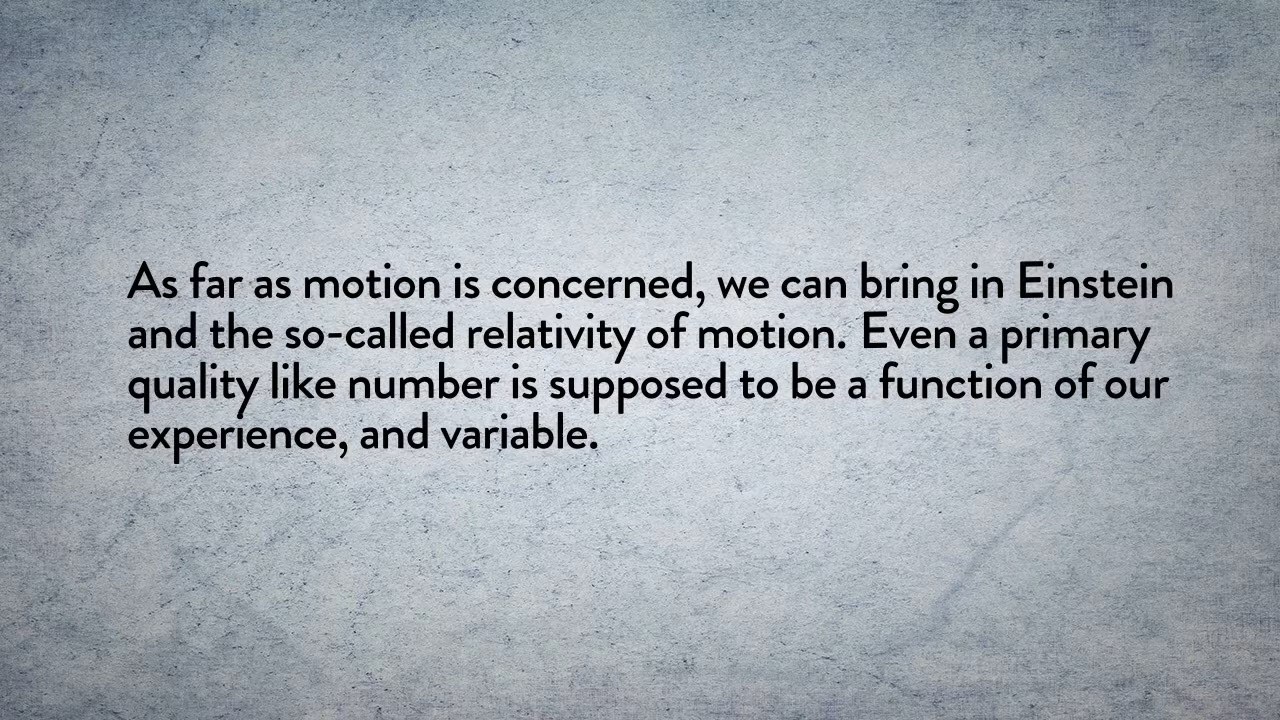 As far as motion is concerned, we can bring in Einstein
and the so-called relativity of motion. Even a primary
quality like number is supposed to be a function of our
experience, and variable.